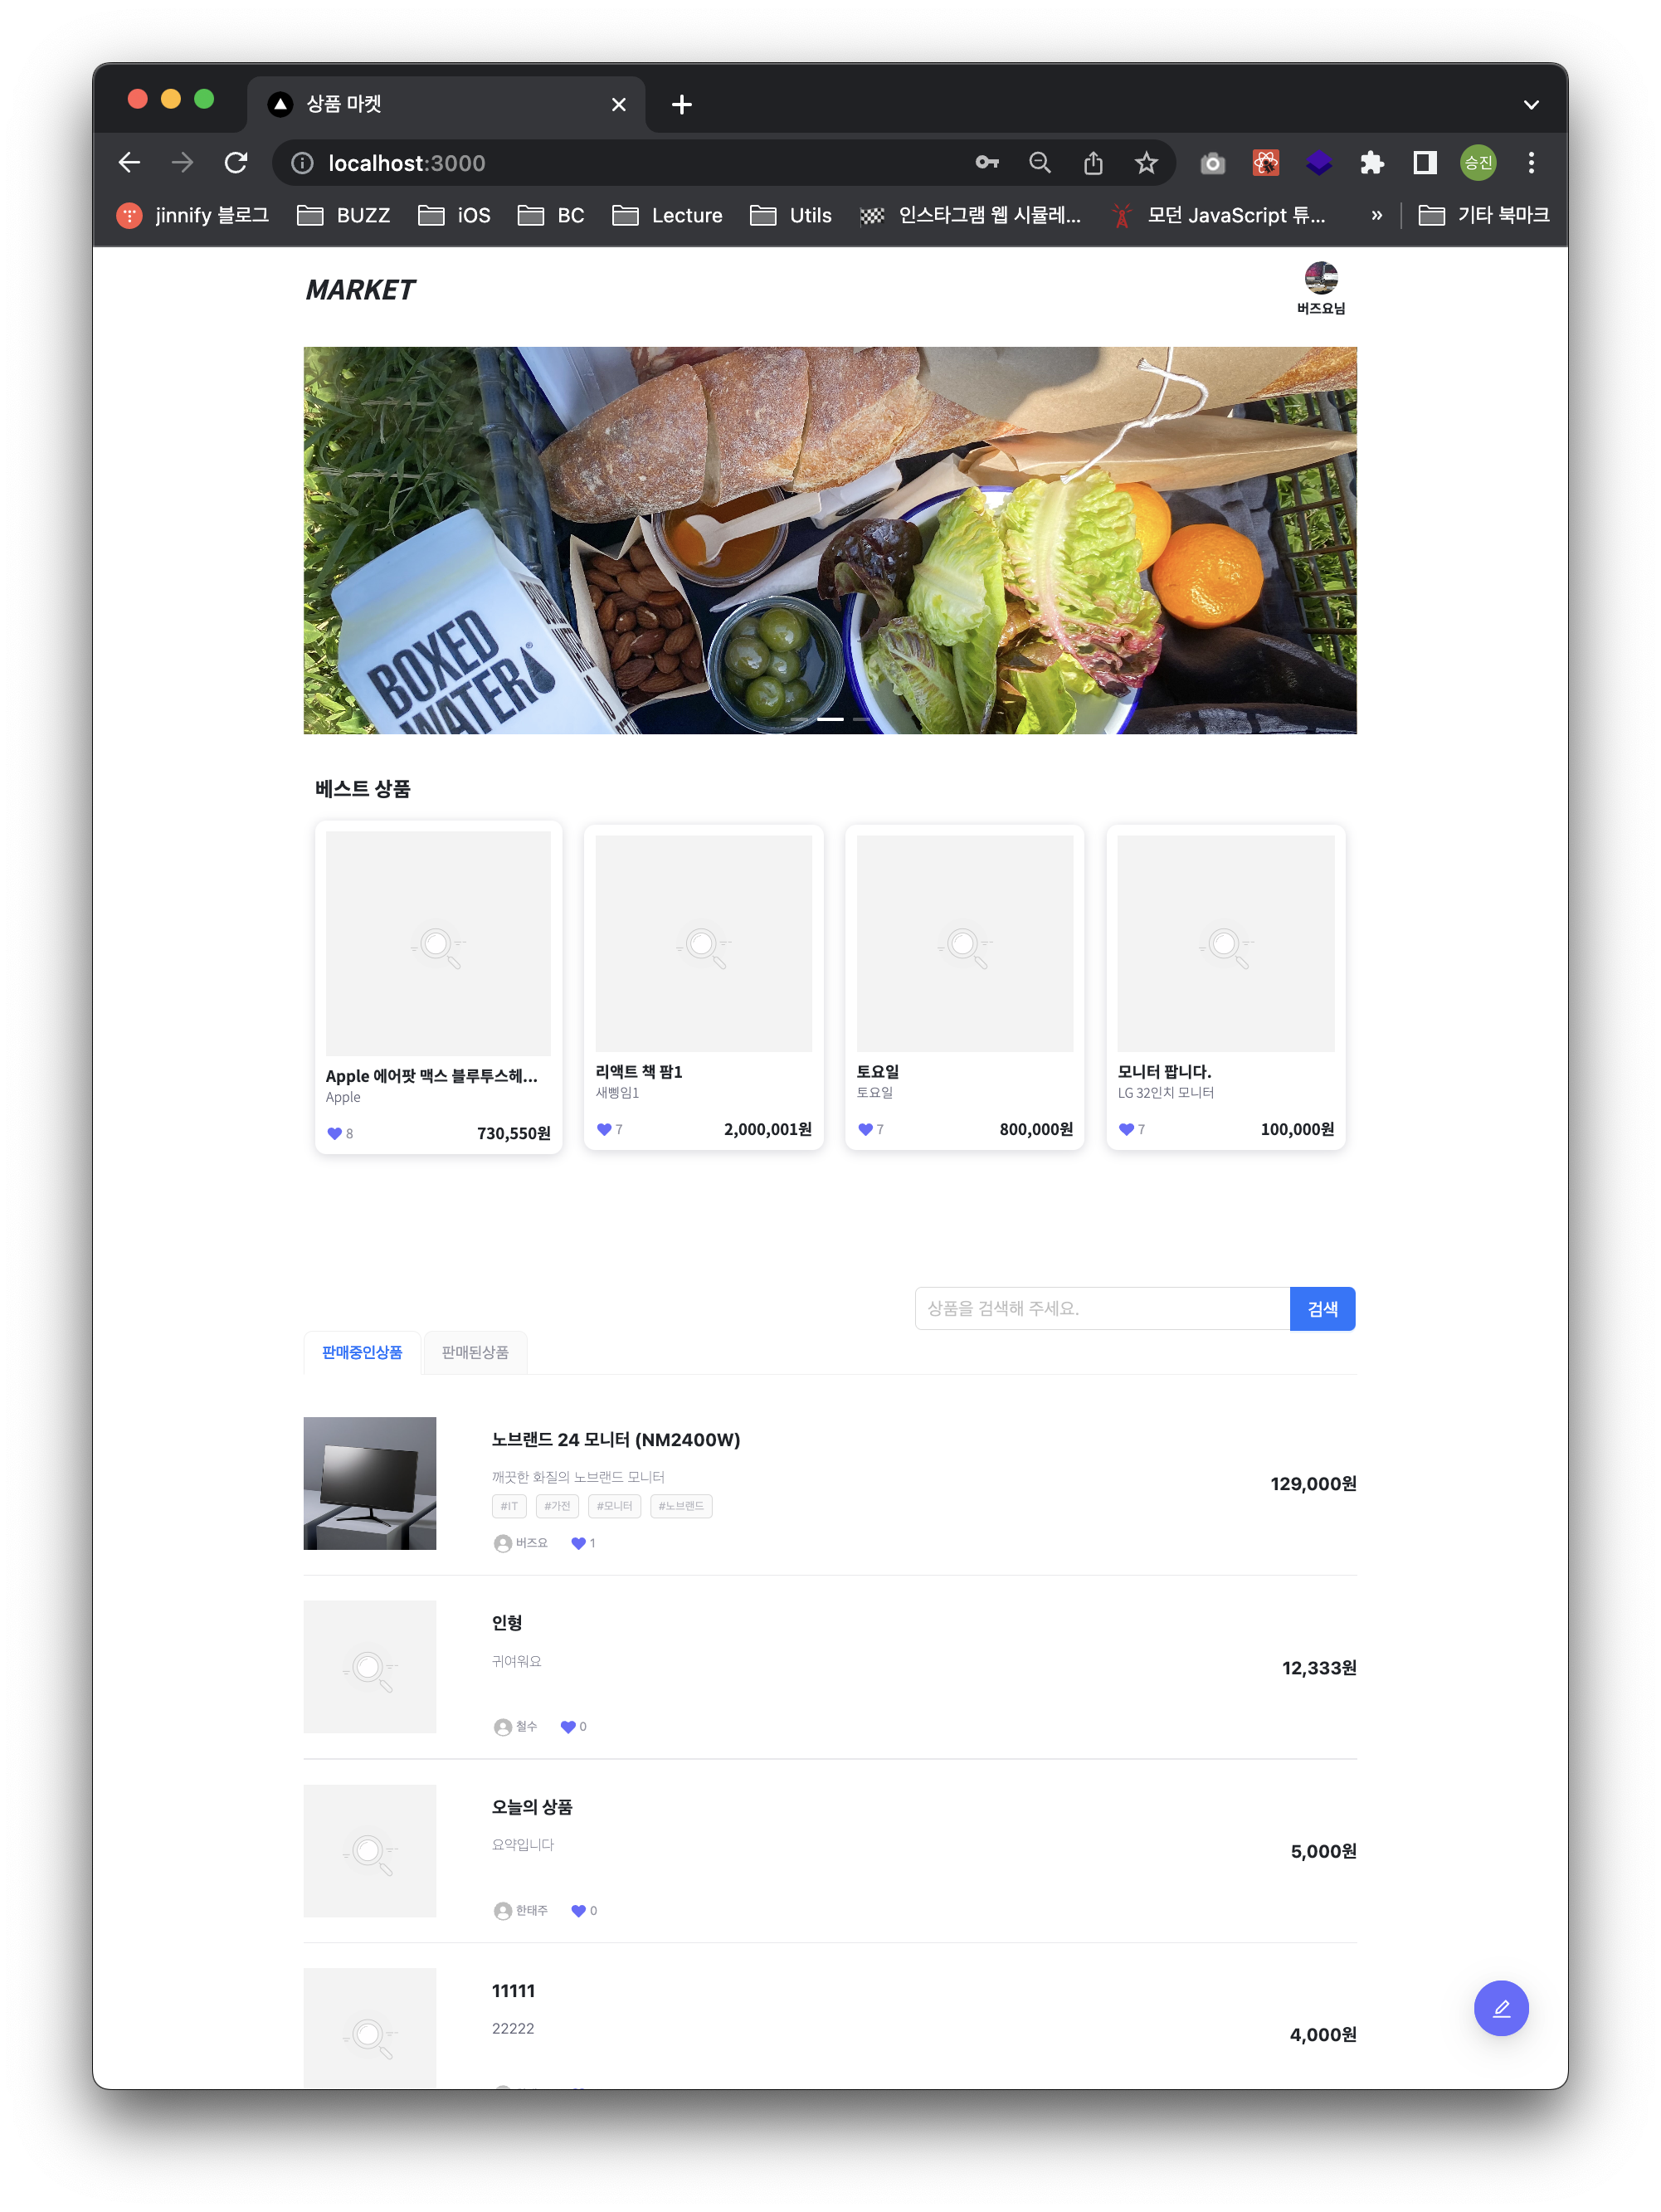 상품 마켓
localhost:3000
승진
jinnify 블로그 BUZZ iOS BC Lecture Utils 인스타그램 웹 시뮬레... 모던 JavaScript 튜... » 기타 북마크
MARKET
버즈요님
BOXED
WATER
베스트 상품
Apple 에어팟 맥스 블루투스헤...
Apple
8 730,550원
리액트 책 팜1
새삥임1
7 2,000,001원
토요일
토요일
7 800,000원
모니터 팝니다.
LG 32인치 모니터
7 100,000원
상품을 검색해 주세요. 검색
판매중인상품 판매된상품
노브랜드 24 모니터 (NM2400W)
깨끗한 화질의 노브랜드 모니터
129,000원
#IT #가전 #모니터 #노브랜드
버즈요 1
인형
귀여워요
12,333원
철수 0
오늘의 상품
요약입니다
5,000원
한태주 0
11111
22222
4,000원